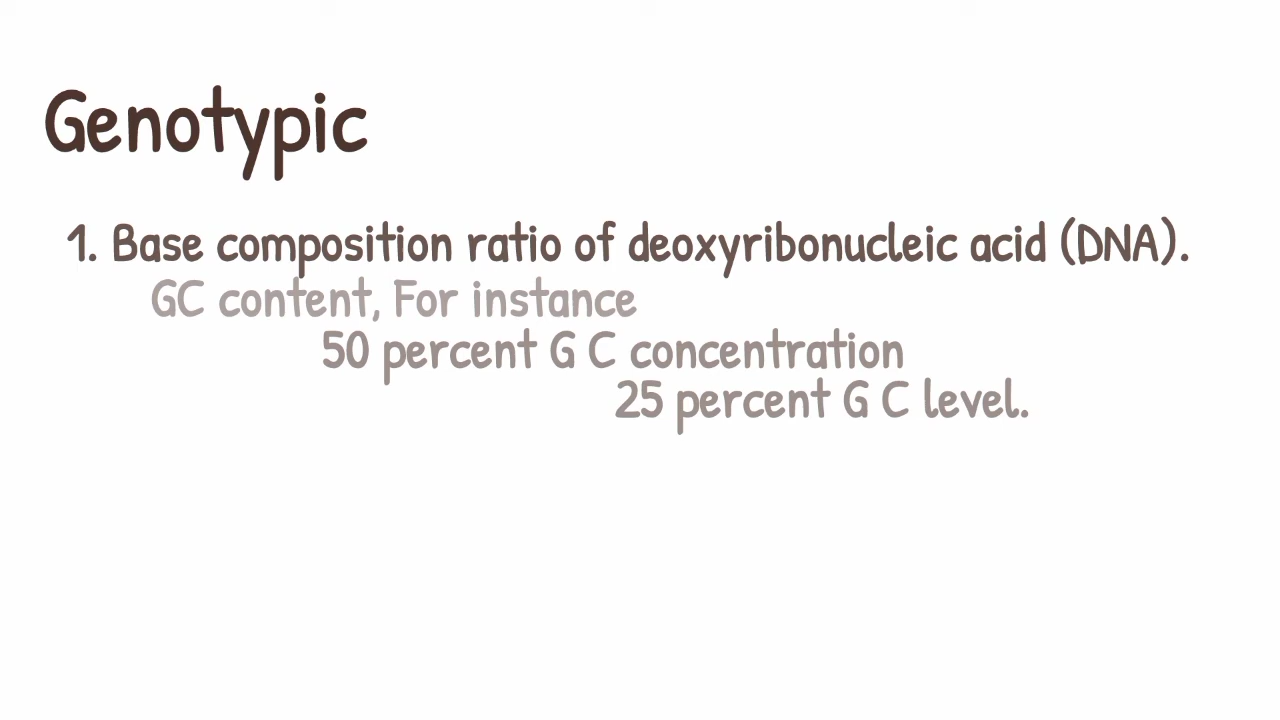 Genotypic
1. Base composition ratio of deoxyribonucleic acid (DNA).
GC content, For instance
50 percent G C concentration
25 percent G C level.